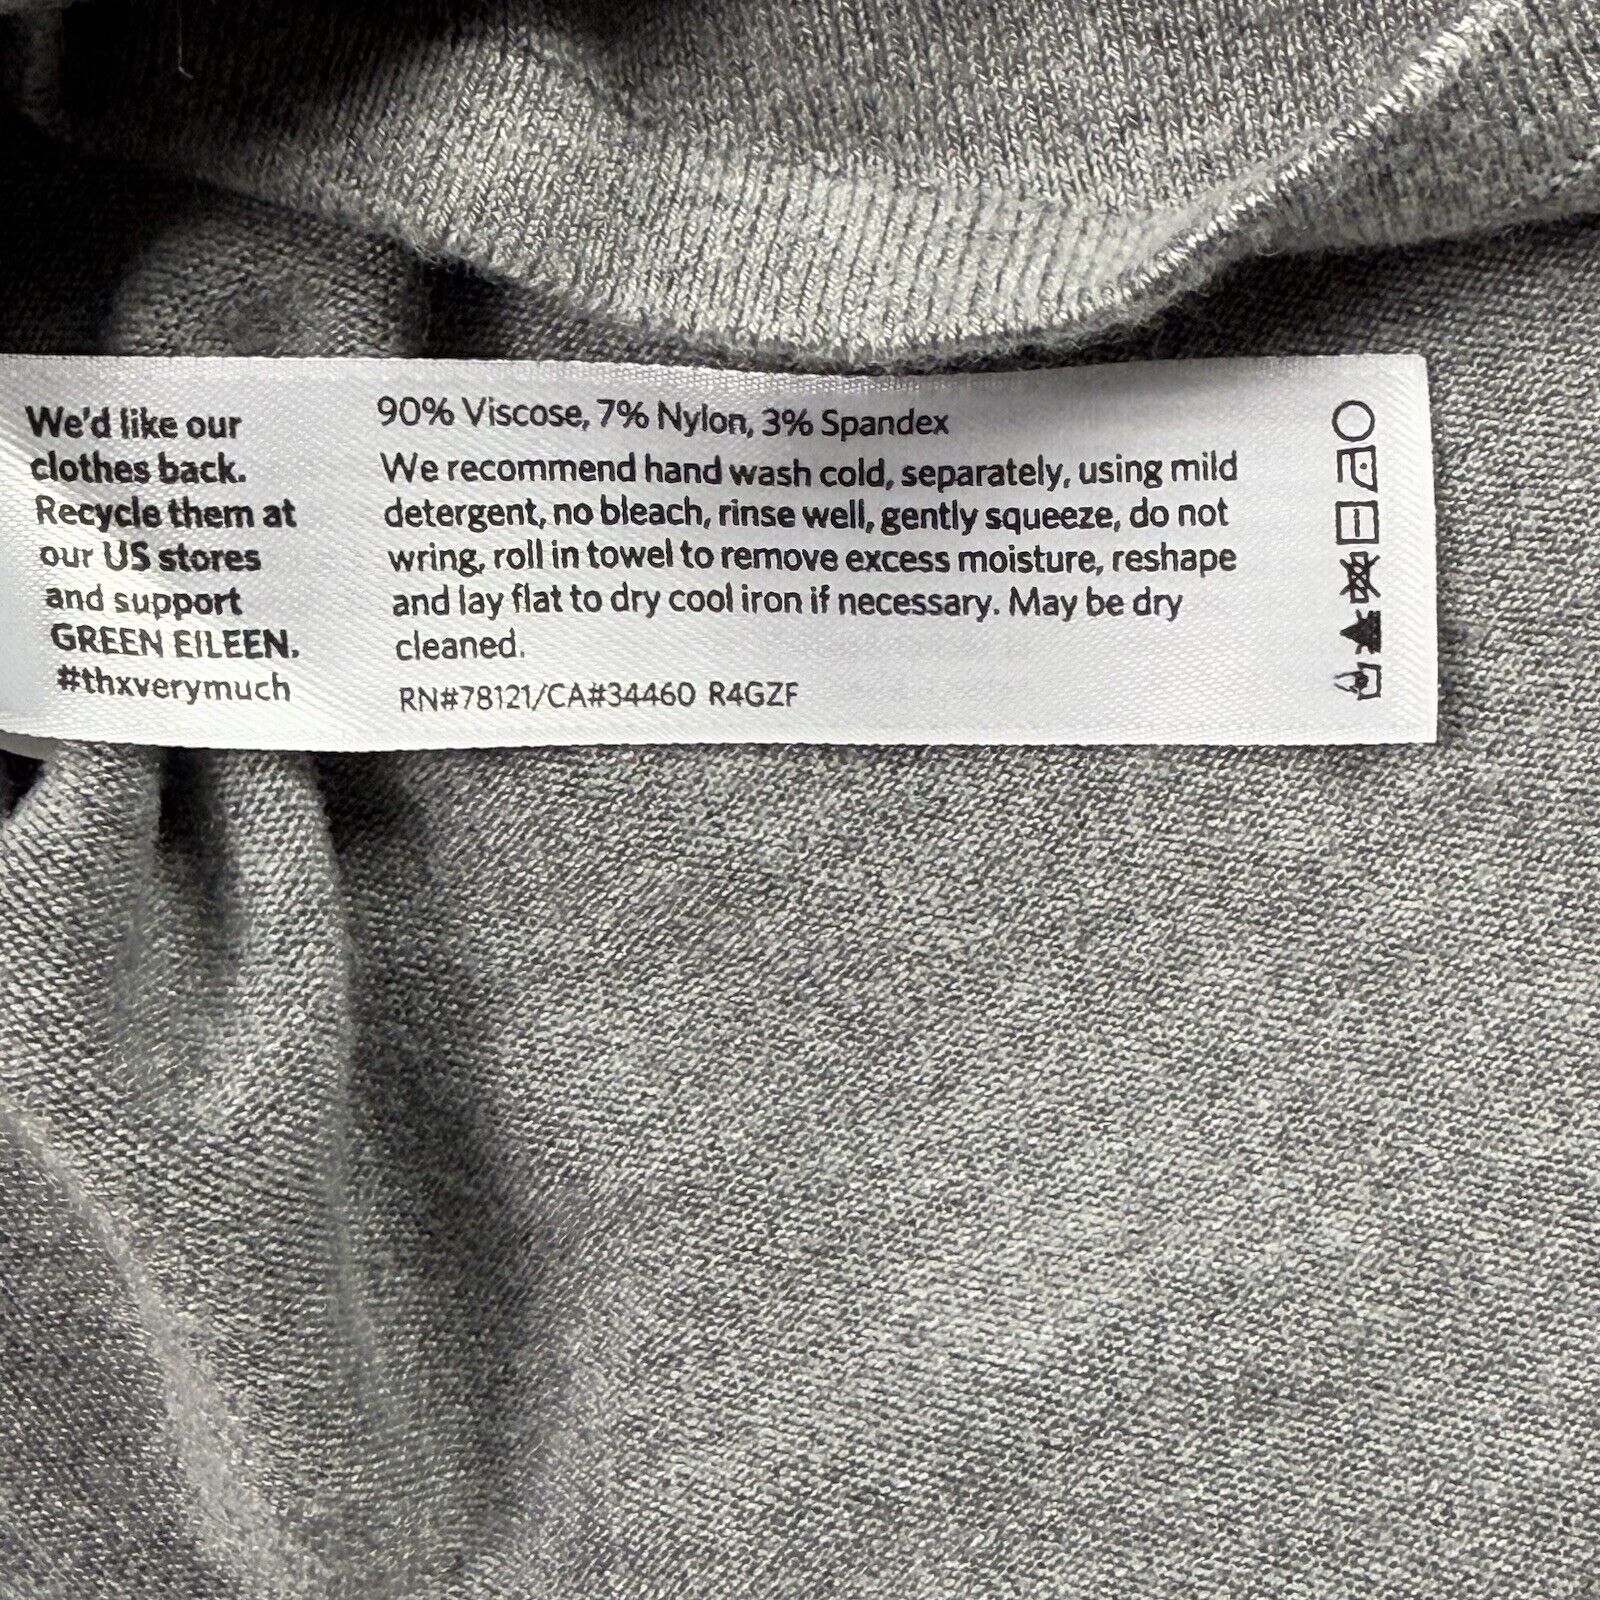 We'd like our
clothes back.
Recycle them at
our US stores
and support
GREEN EILEEN.
#thxverymuch
90% Viscose, 7% Nylon, 3% Spandex
We recommend hand wash cold, separately, using mild
detergent, no bleach, rinse well, gently squeeze, do not
wring, roll in towel to remove excess moisture, reshape
and lay flat to dry cool iron if necessary. May be dry
cleaned.
RN#78121/CA#34460 R4GZF